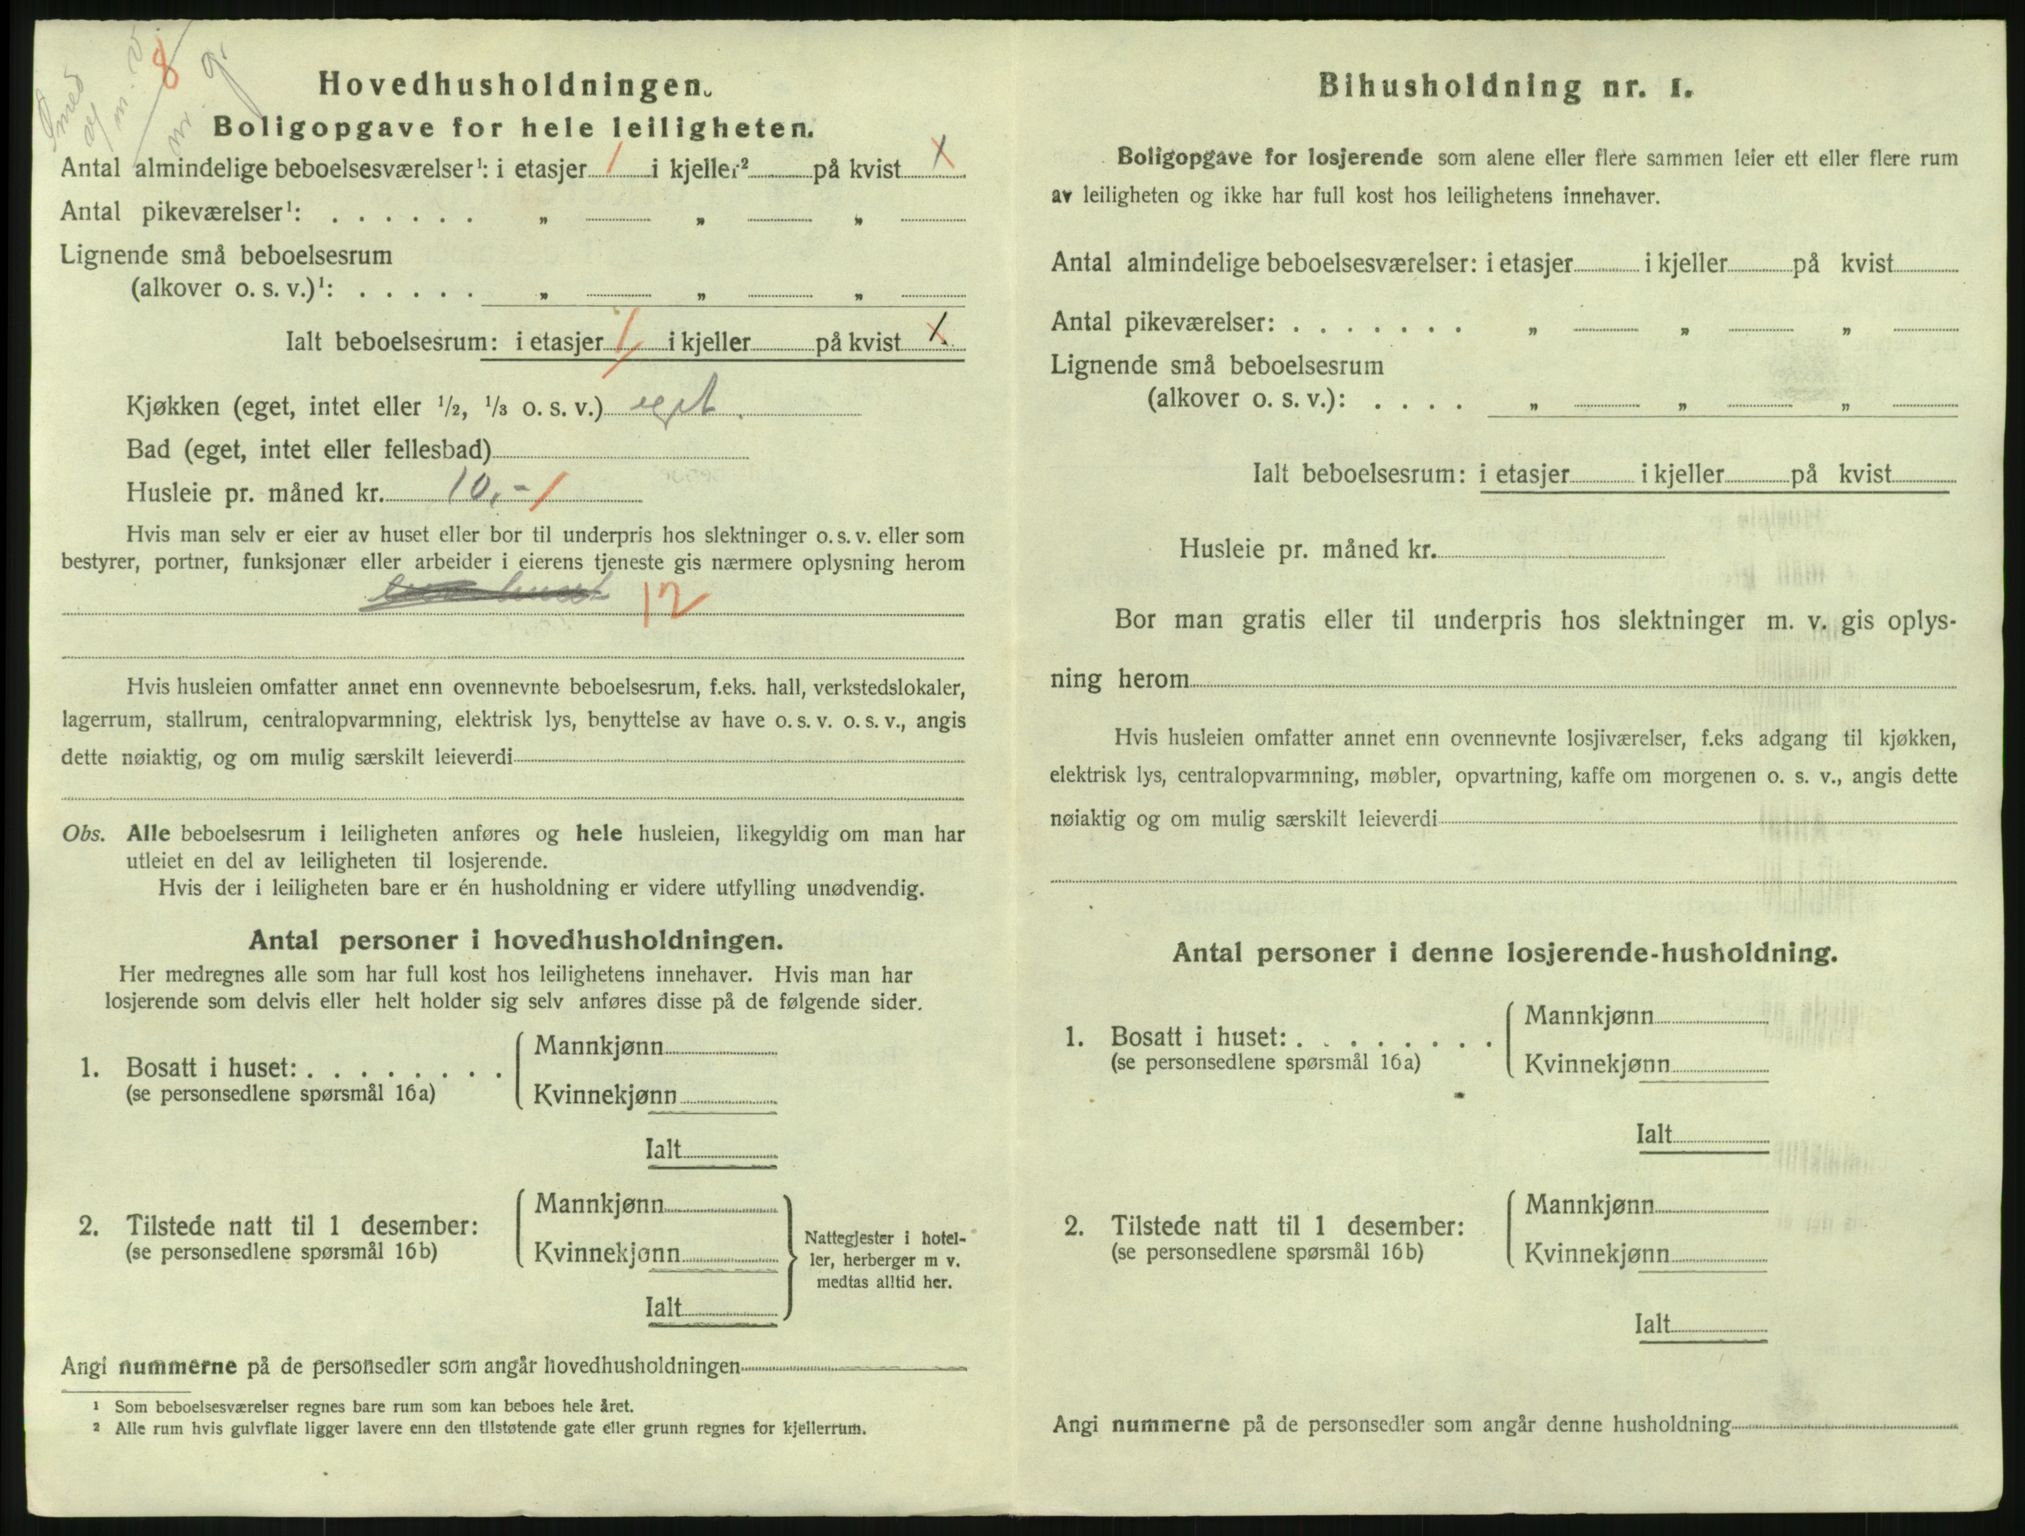 8
Hovedhusholdningen.
Boligopgave for hele leiligheten.
Antal almindelige beboelsesværelser¹: i etasjer 1 i kjeller² på kvist 1
Antal pikeværelser¹: . . . . . . „ „ „
Lignende små beboelsesrum
(alkover o. s. v.)¹: . . . . . „ „ „
Ialt beboelsesrum: i etasjer 1 i kjeller på kvist 1
Kjøkken (eget, intet eller ½, ⅓ o. s. v.) eget.
Bad (eget, intet eller fellesbad)
Husleie pr. måned kr. 10,- 1
Hvis man selv er eier av huset eller bor til underpris hos slektninger o. s. v. eller som
bestyrer, portner, funksjonær eller arbeider i eierens tjeneste gis nærmere oplysning herom
12
Hvis husleien omfatter annet enn ovennevnte beboelsesrum, f.eks. hall, verkstedslokaler,
lagerrum, stallrum, centralopvarmning, elektrisk lys, benyttelse av have o. s. v. o. s. v., angis
dette nøiaktig, og om mulig særskilt leieverdi
Obs. Alle beboelsesrum i leiligheten anføres og hele husleien, likegyldig om man har
utleiet en del av leiligheten til losjerende.
Hvis der i leiligheten bare er én husholdning er videre utfylling unødvendig.
Antal personer i hovedhusholdningen.
Her medregnes alle som har full kost hos leilighetens innehaver. Hvis man har
losjerende som delvis eller helt holder sig selv anføres disse på de følgende sider.
1. Bosatt i huset: . . . . . . . .
(se personsedlene spørsmål 16a)
Mannkjønn
Kvinnekjønn
Ialt
2. Tilstede natt til 1 desember:
(se personsedlene spørsmål 16b)
Mannkjønn
Kvinnekjønn
Ialt
Nattegjester i hotel-
ler, herberger m v.
medtas alltid her.
Angi nummerne på de personsedler som angår hovedhusholdningen
¹ Som beboelsesværelser regnes bare rum som kan beboes hele året.
² Alle rum hvis gulvflate ligger lavere enn den tilstøtende gate eller grunn regnes for kjellerrum.
Bihusholdning nr. 1.
Boligopgave for losjerende som alene eller flere sammen leier ett eller flere rum
av leiligheten og ikke har full kost hos leilighetens innehaver.
Antal almindelige beboelsesværelser: i etasjer i kjeller på kvist
Antal pikeværelser: . . . . . . . „ „ „
Lignende små beboelsesrum
(alkover o. s. v.): . . . . „ „ „
Ialt beboelsesrum: i etasjer i kjeller på kvist
Husleie pr. måned kr.
Bor man gratis eller til underpris hos slektninger m. v. gis oplys-
ning herom
Hvis husleien omfatter annet enn ovennevnte losjiværelser, f.eks adgang til kjøkken,
elektrisk lys, centralopvarmning, møbler, opvartning, kaffe om morgenen o. s. v., angis dette
nøiaktig og om mulig særskilt leieverdi
Antal personer i denne losjerende-husholdning.
1. Bosatt i huset: . . . . . . . .
(se personsedlene spørsmål 16a)
Mannkjønn
Kvinnekjønn
Ialt
2. Tilstede natt til 1 desember:
(se personsedlene spørsmål 16b)
Mannkjønn
Kvinnekjønn
Ialt
Angi nummerne på de personsedler som angår denne husholdning